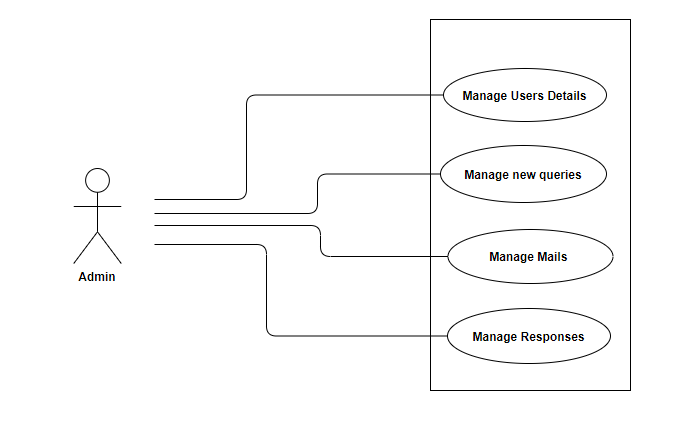 Manage Users Details
Manage new queries
Manage Mails
Manage Responses
Admin